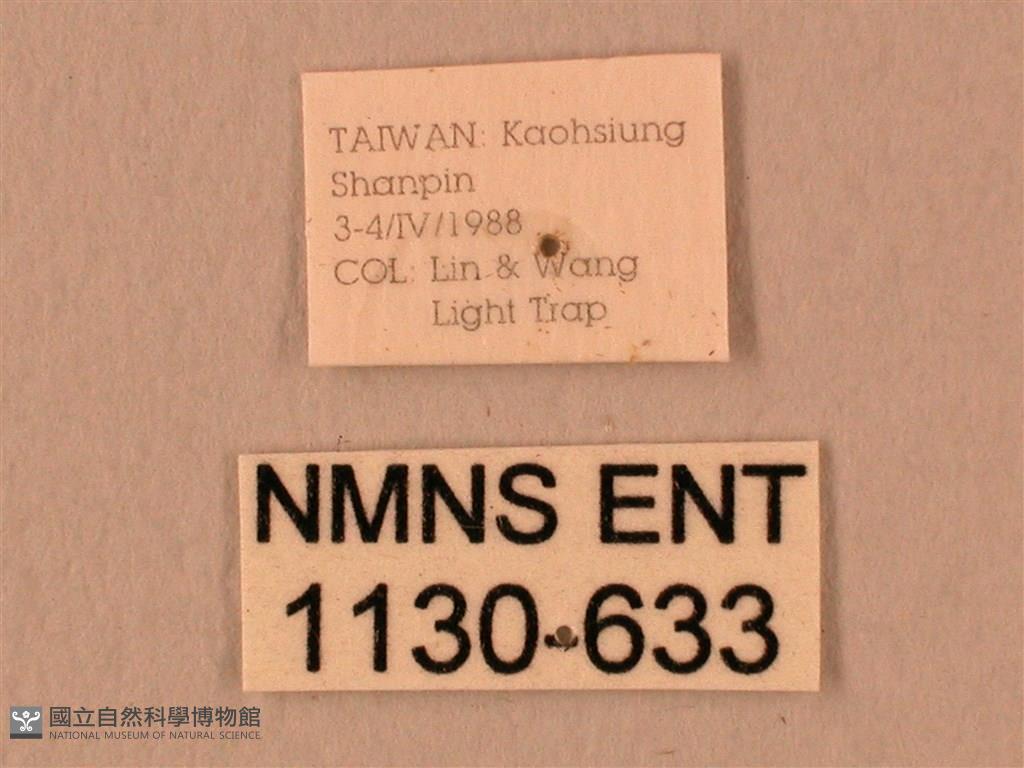 TAIWAN: Kaohsiung
Shanpin
3-4/IV/1988
COL: Lin & Wang
Light Trap
NMNS ENT
1130-633
國立自然科學博物館
NATIONAL MUSEUM OF NATURAL SCIENCE